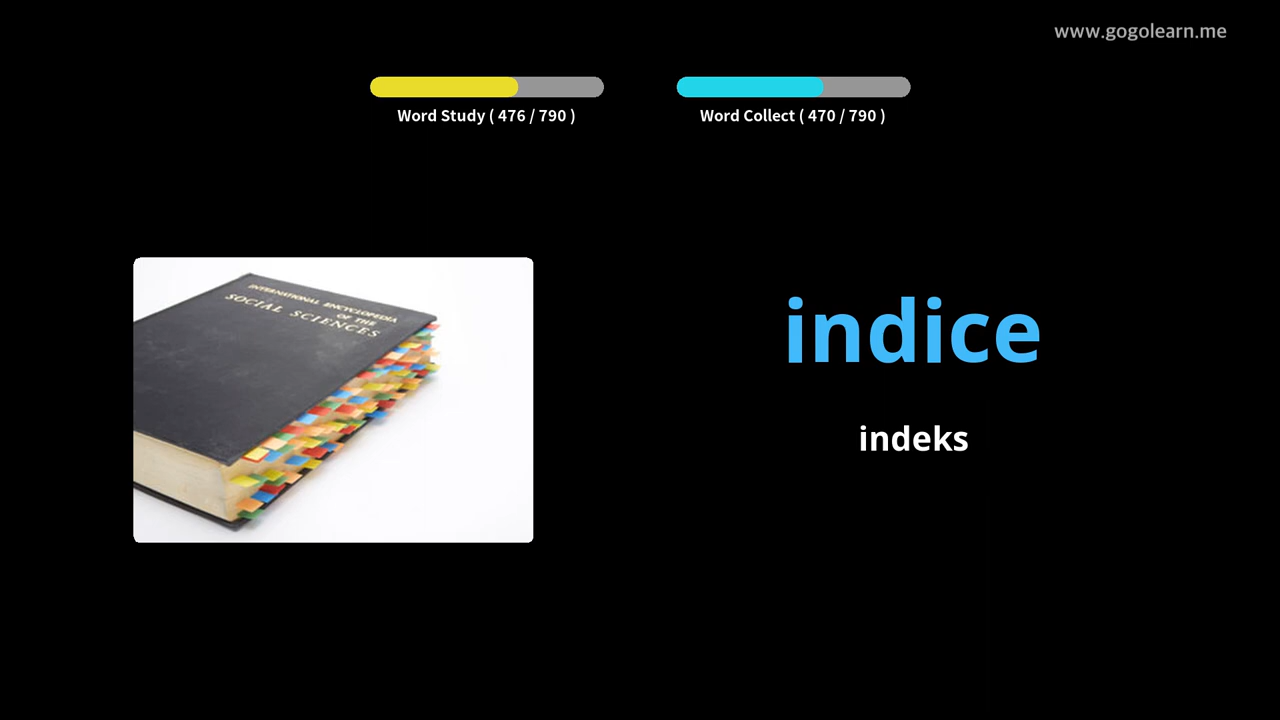 www.gogolearn.me
Word Study ( 476 / 790 )
Word Collect ( 470 / 790 )
INTERNATIONAL ENCYCLOPEDIA
OF THE
SOCIAL SCIENCES
indice
indeks